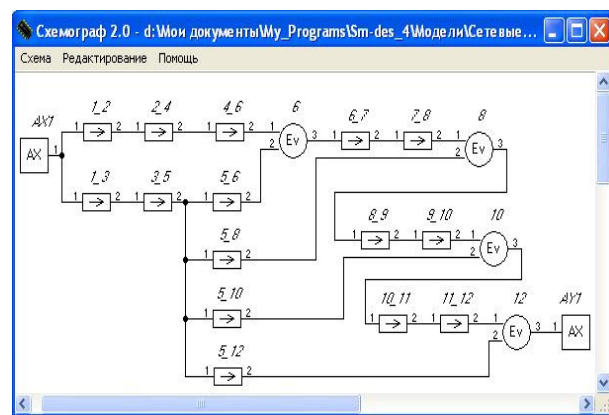 Схемограф 2.0 - d:\Мои документы\My_Programs\Sm-des_4\Модели\Сетевые...
Схема Редактирование Помощь
1_2 2_4 4_6 6 6_7 7_8 8
AX1
1 2 1 2 1 2 1 Ev 3 1 2 1 2 1 Ev 3
AX 1 2 2
1_3 3_5 5_6
1 2 1 2 1 2
5_8 8_9 9_10 10
1 2 1 2 1 2 1 Ev 3
2
5_10 10_11 11_12 12 AY1
1 2 1 2 1 2 1 Ev 3 1 AX
2
5_12
1 2